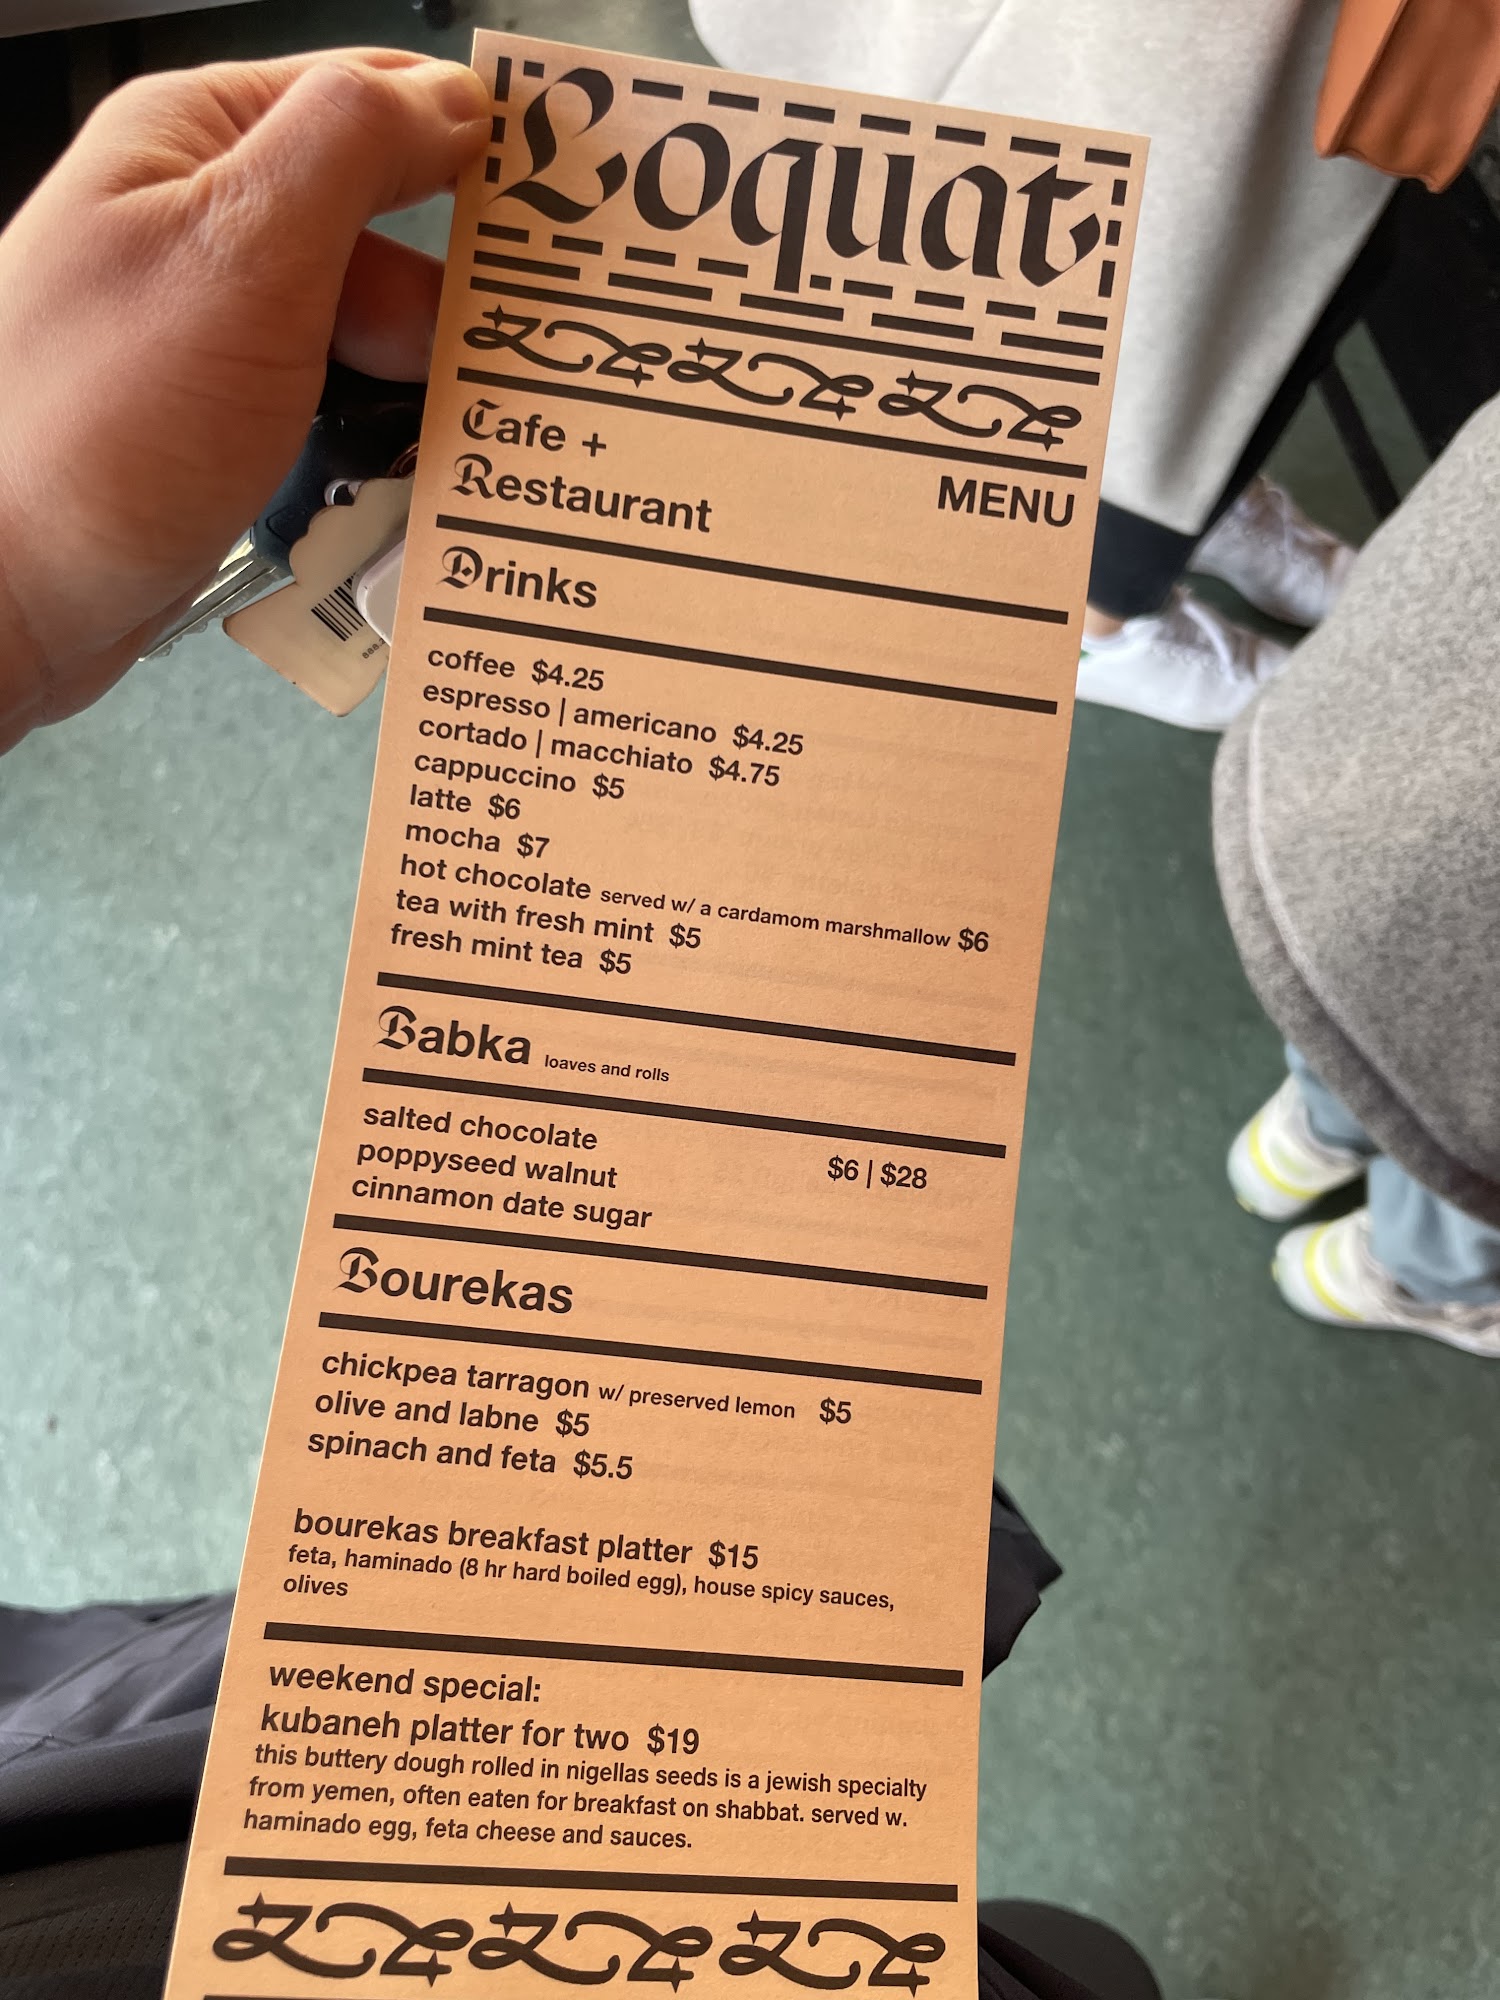 Loquat
Cafe +
Restaurant
MENU
Drinks
coffee $4.25
espresso | americano $4.25
cortado | macchiato $4.75
cappuccino $5
latte $6
mocha $7
hot chocolate served w/ a cardamom marshmallow $6
tea with fresh mint $5
fresh mint tea $5
Babka loaves and rolls
salted chocolate
poppyseed walnut $6 | $28
cinnamon date sugar
Bourekas
chickpea tarragon w/ preserved lemon $5
olive and labne $5
spinach and feta $5.5
bourekas breakfast platter $15
feta, haminado (8 hr hard boiled egg), house spicy sauces,
olives
weekend special:
kubaneh platter for two $19
this buttery dough rolled in nigellas seeds is a jewish specialty
from yemen, often eaten for breakfast on shabbat. served w.
haminado egg, feta cheese and sauces.